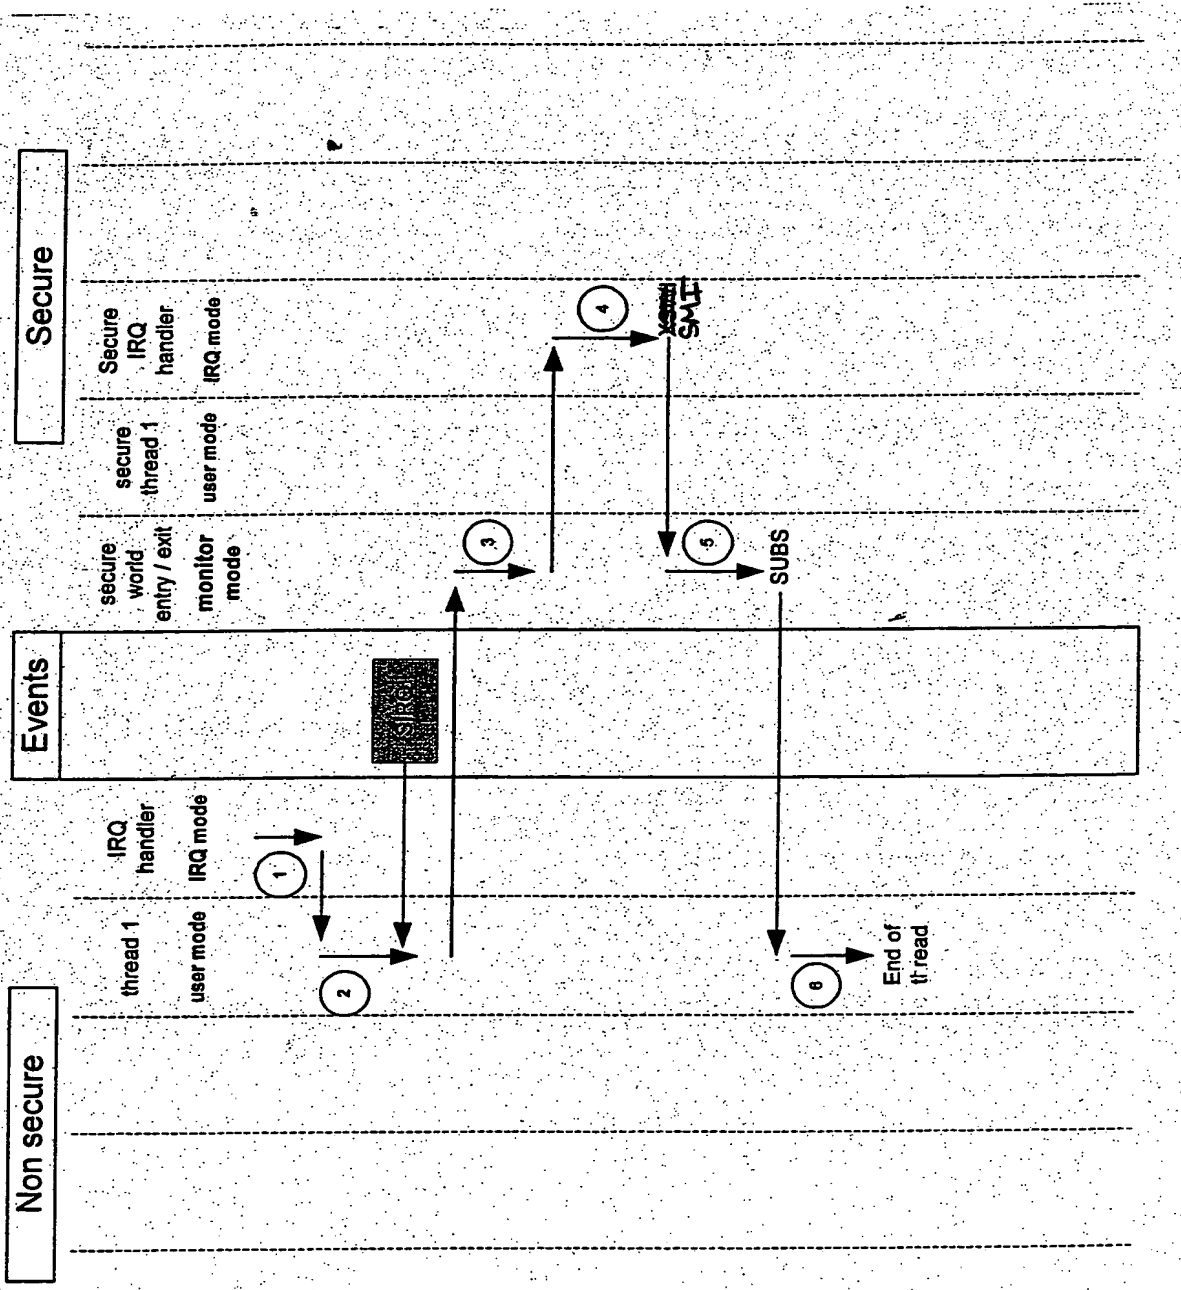 Non secure
Events
Secure
thread 1
user mode
IRQ
handler
IRQ mode
secure
world
entry / exit
monitor
mode
secure
thread 1
user mode
Secure
IRQ
handler
IRQ mode
1
2
SIRQ
3
4
SMI
5
SUBS
6
End of
thread